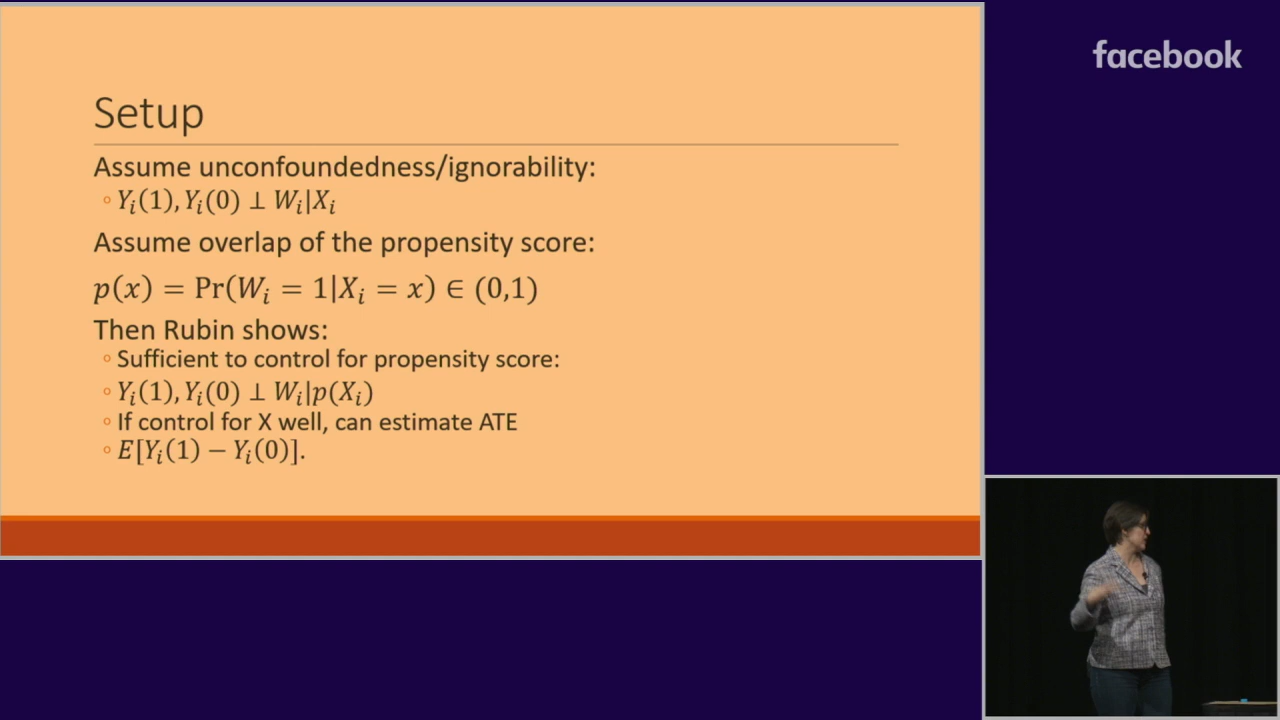 facebook
Setup
Assume unconfoundedness/ignorability:
◦ Yᵢ(1), Yᵢ(0) ⊥ Wᵢ|Xᵢ
Assume overlap of the propensity score:
p(x) = Pr(Wᵢ = 1|Xᵢ = x) ∈ (0,1)
Then Rubin shows:
◦ Sufficient to control for propensity score:
◦ Yᵢ(1), Yᵢ(0) ⊥ Wᵢ|p(Xᵢ)
◦ If control for X well, can estimate ATE
◦ E[Yᵢ(1) − Yᵢ(0)].